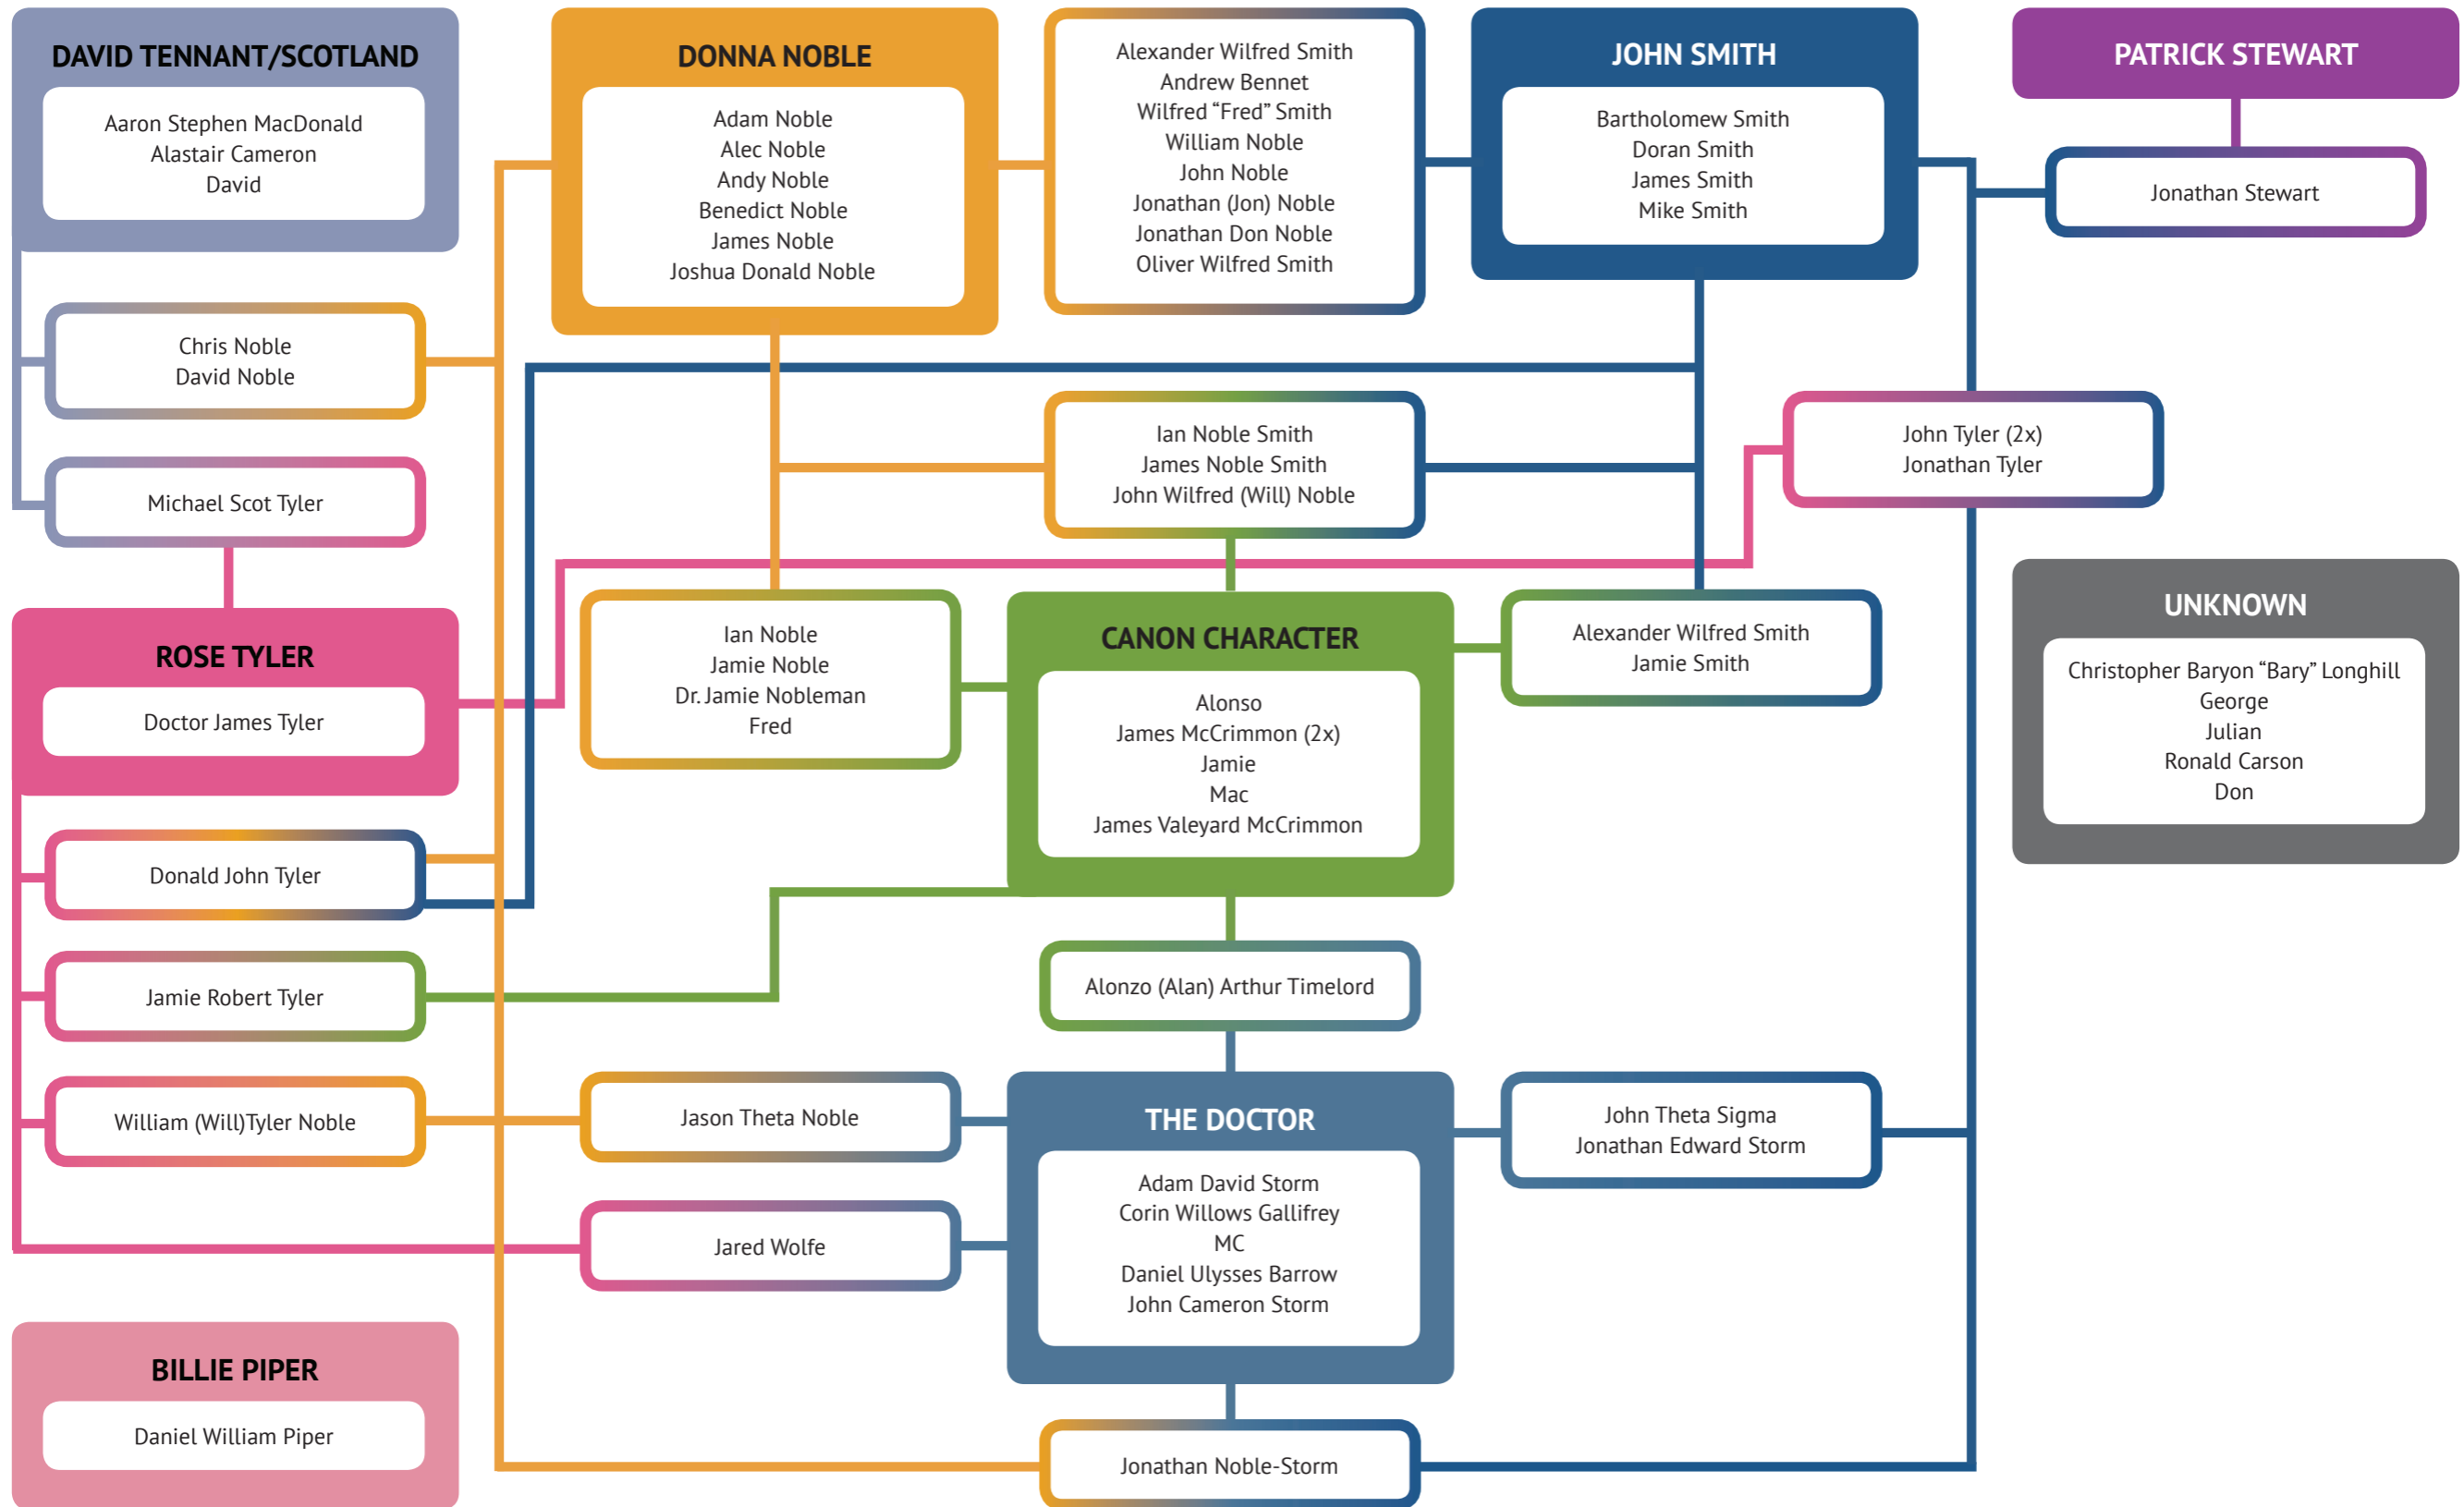 DAVID TENNANT/SCOTLAND
Aaron Stephen MacDonald
Alastair Cameron
David
Chris Noble
David Noble
Michael Scot Tyler
ROSE TYLER
Doctor James Tyler
Donald John Tyler
Jamie Robert Tyler
William (Will)Tyler Noble
BILLIE PIPER
Daniel William Piper
DONNA NOBLE
Adam Noble
Alec Noble
Andy Noble
Benedict Noble
James Noble
Joshua Donald Noble
Alexander Wilfred Smith
Andrew Bennet
Wilfred “Fred” Smith
William Noble
John Noble
Jonathan (Jon) Noble
Jonathan Don Noble
Oliver Wilfred Smith
JOHN SMITH
Bartholomew Smith
Doran Smith
James Smith
Mike Smith
PATRICK STEWART
Jonathan Stewart
Ian Noble Smith
James Noble Smith
John Wilfred (Will) Noble
John Tyler (2x)
Jonathan Tyler
Ian Noble
Jamie Noble
Dr. Jamie Nobleman
Fred
CANON CHARACTER
Alonso
James McCrimmon (2x)
Jamie
Mac
James Valeyard McCrimmon
Alexander Wilfred Smith
Jamie Smith
UNKNOWN
Christopher Baryon “Bary” Longhill
George
Julian
Ronald Carson
Don
Alonzo (Alan) Arthur Timelord
Jason Theta Noble
Jared Wolfe
THE DOCTOR
Adam David Storm
Corin Willows Gallifrey
MC
Daniel Ulysses Barrow
John Cameron Storm
John Theta Sigma
Jonathan Edward Storm
Jonathan Noble-Storm